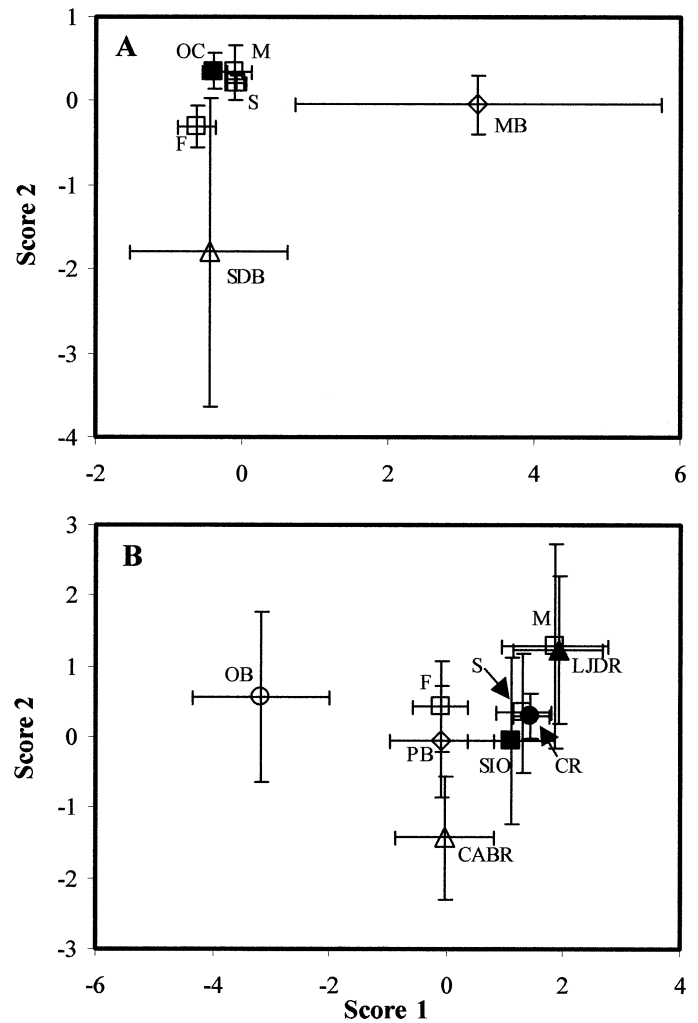 A
OC M
S
F
MB
SDB
Score 2
1
0
-1
-2
-3
-4
-2 0 2 4 6
B
M
OB
S
LJDR
F
PB
SIO
CR
CABR
Score 2
3
2
1
0
-1
-2
-3
-6 -4 -2 0 2 4
Score 1